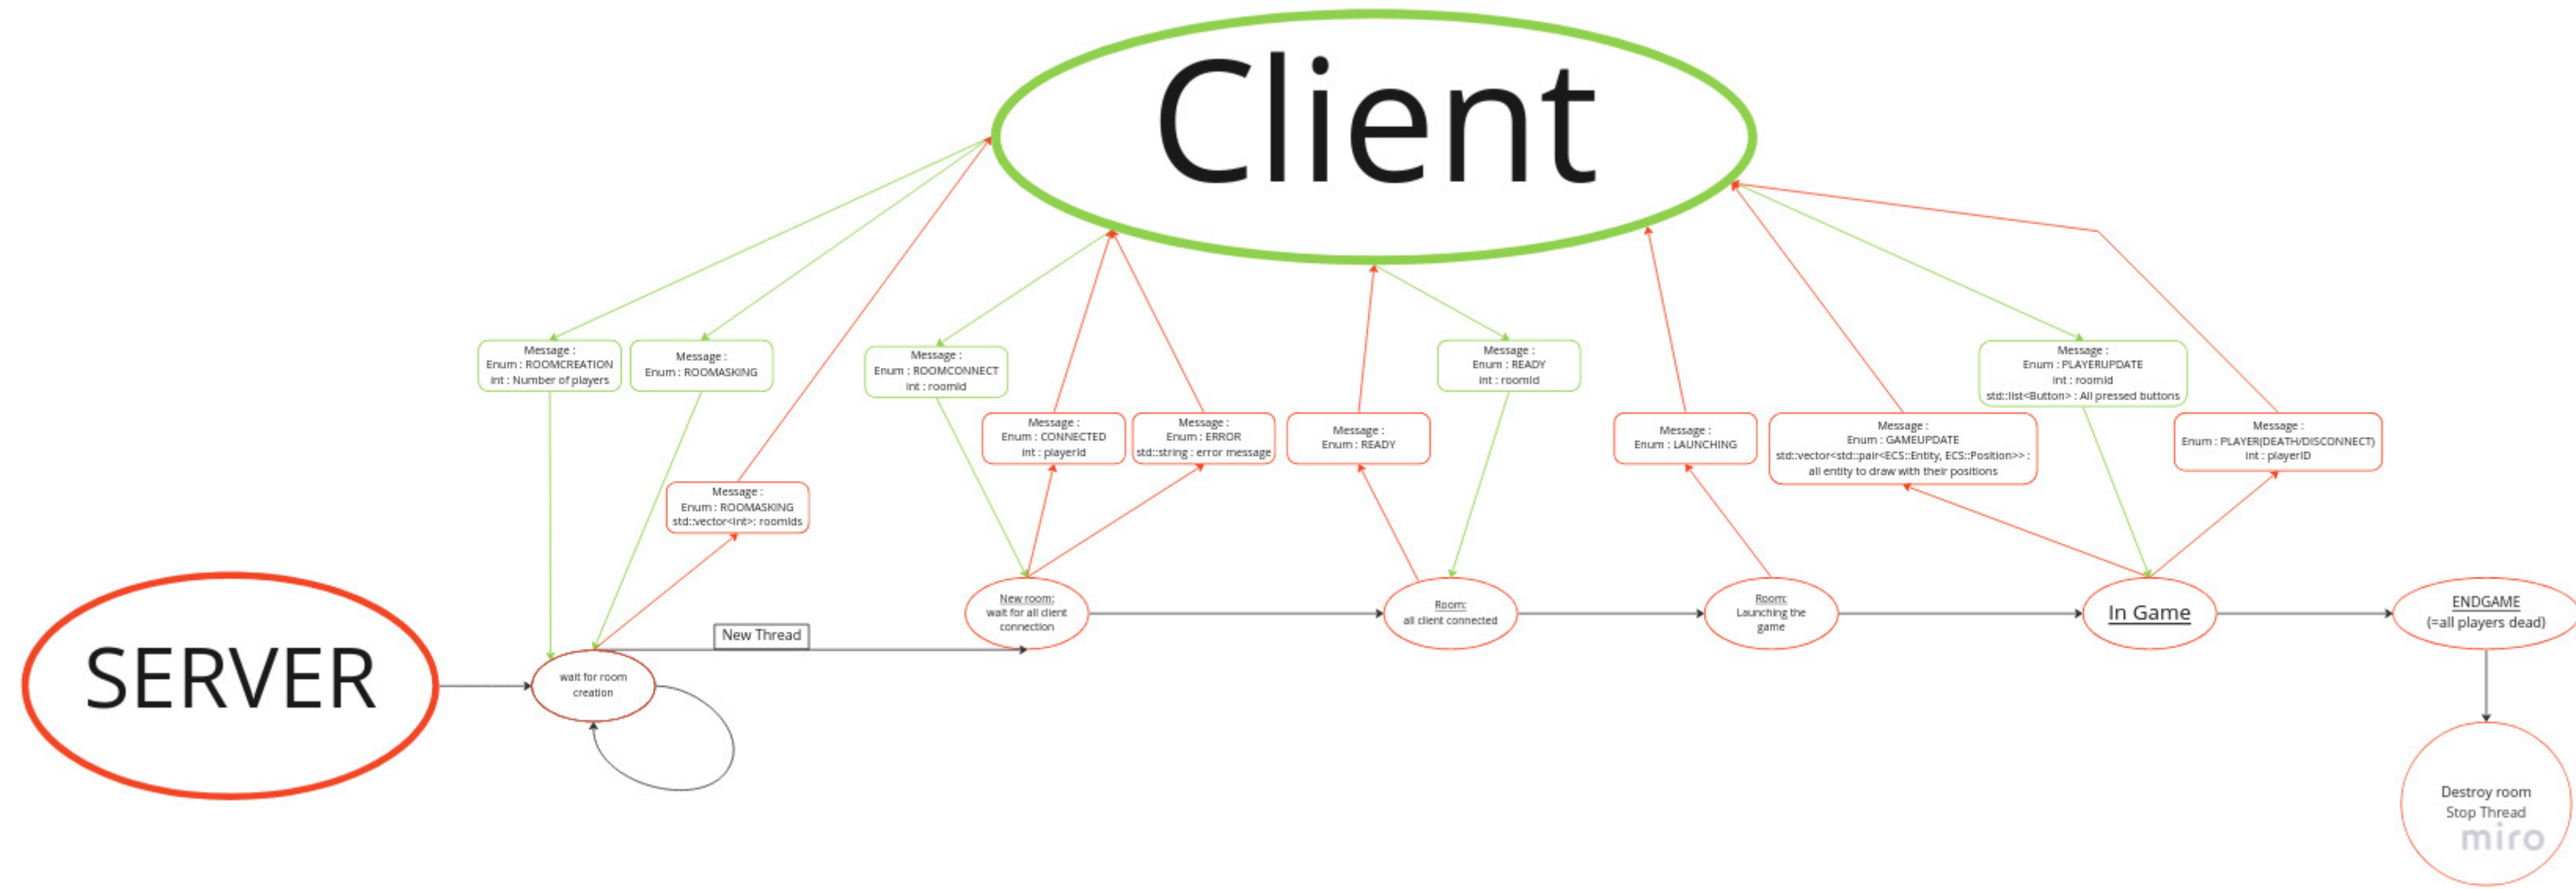 Client
Message :
Enum : ROOMCREATION
int : Number of players
Message :
Enum : ROOMASKING
Message :
Enum : ROOMCONNECT
int : roomId
Message :
Enum : READY
int : roomId
Message :
Enum : PLAYERUPDATE
int : roomId
std::list<Button> : All pressed buttons
Message :
Enum : CONNECTED
int : playerId
Message :
Enum : ERROR
std::string : error message
Message :
Enum : READY
Message :
Enum : LAUNCHING
Message :
Enum : GAMEUPDATE
std::vector<std::pair<ECS::Entity, ECS::Position>> :
all entity to draw with their positions
Message :
Enum : PLAYER(DEATH/DISCONNECT)
int : playerID
Message :
Enum : ROOMASKING
std::vector<int>: roomIds
SERVER
wait for room
creation
New Thread
New room:
wait for all client
connection
Room:
all client connected
Room:
Launching the
game
In Game
ENDGAME
(=all players dead)
Destroy room
Stop Thread
miro